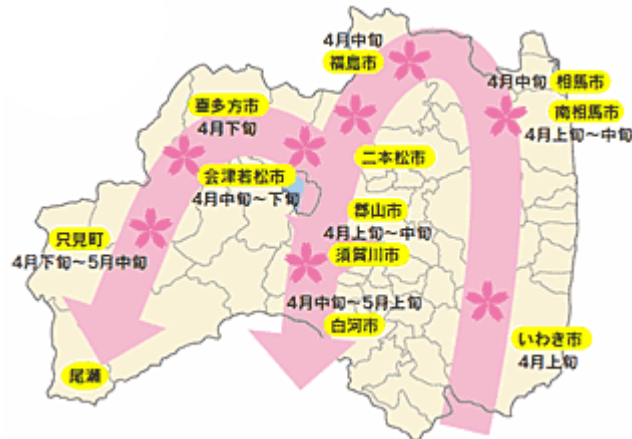 4月中旬
福島市
4月中旬 相馬市
南相馬市
4月上旬～中旬
喜多方市
4月下旬
二本松市
会津若松市
4月中旬～下旬
郡山市
4月上旬～中旬
須賀川市
只見町
4月下旬～5月中旬
4月中旬～5月上旬
白河市
いわき市
4月上旬
尾瀬